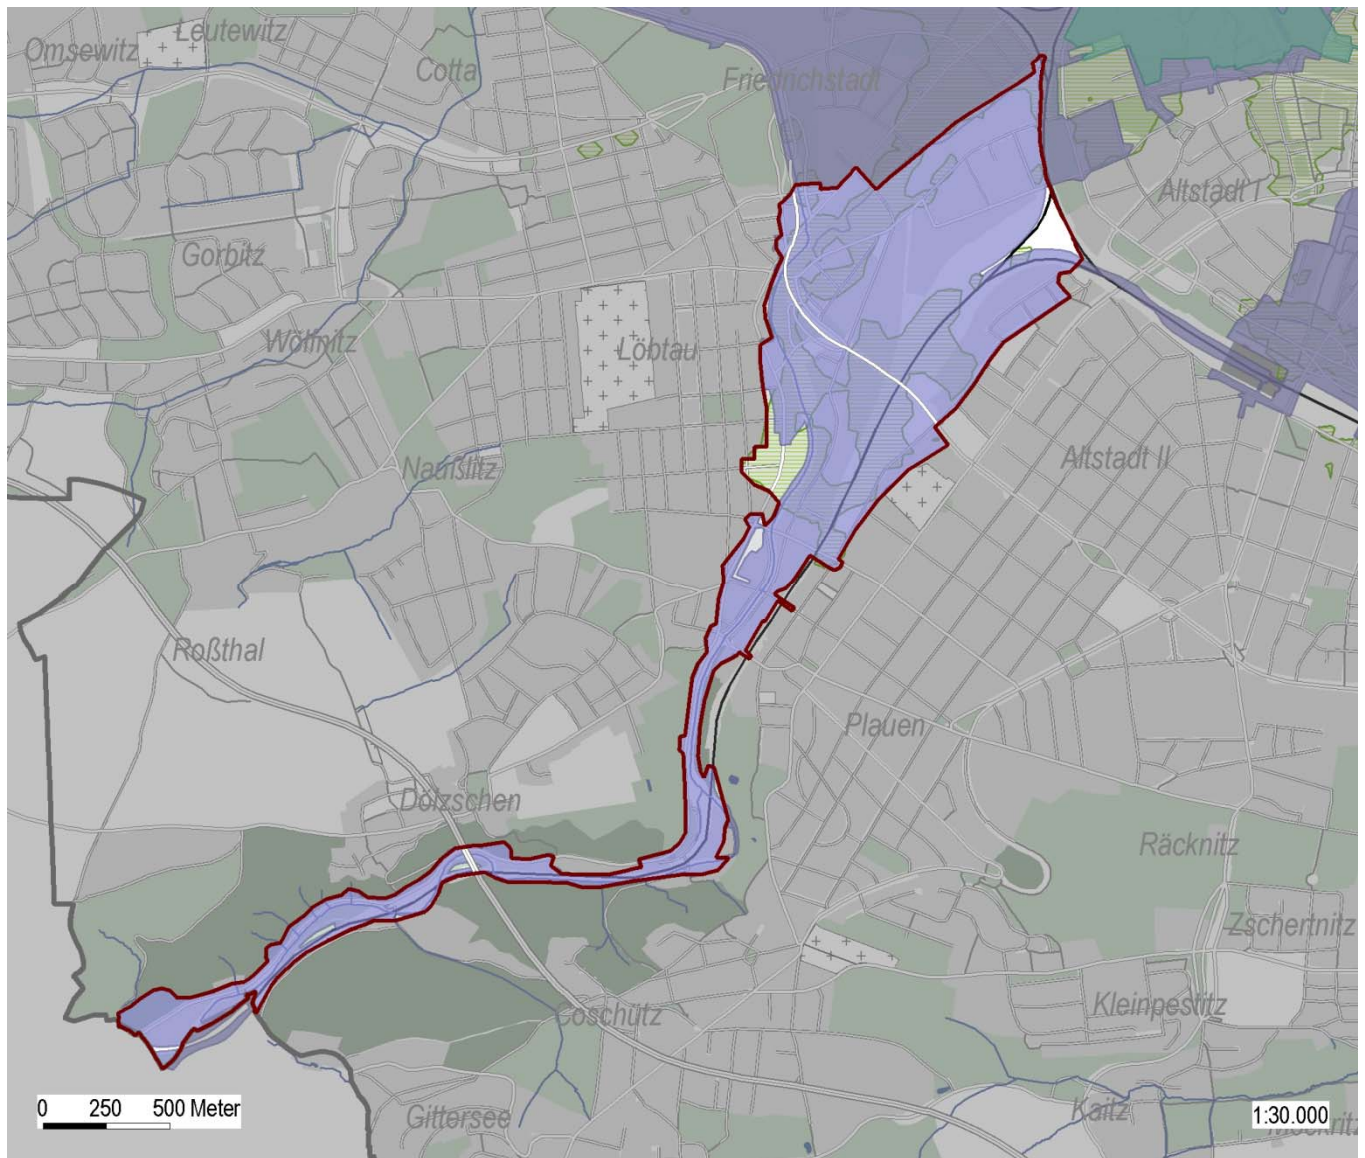 Leutewitz
Omsewitz
Cotta
Friedrichstadt
Altstadt I
Gorbitz
Wölfnitz
Löbtau
Naußlitz
Altstadt II
Roßthal
Plauen
Dölzschen
Räcknitz
Zschertnitz
Kleinpestitz
Coschütz
Gittersee
Kaitz
0 250 500 Meter
1:30.000